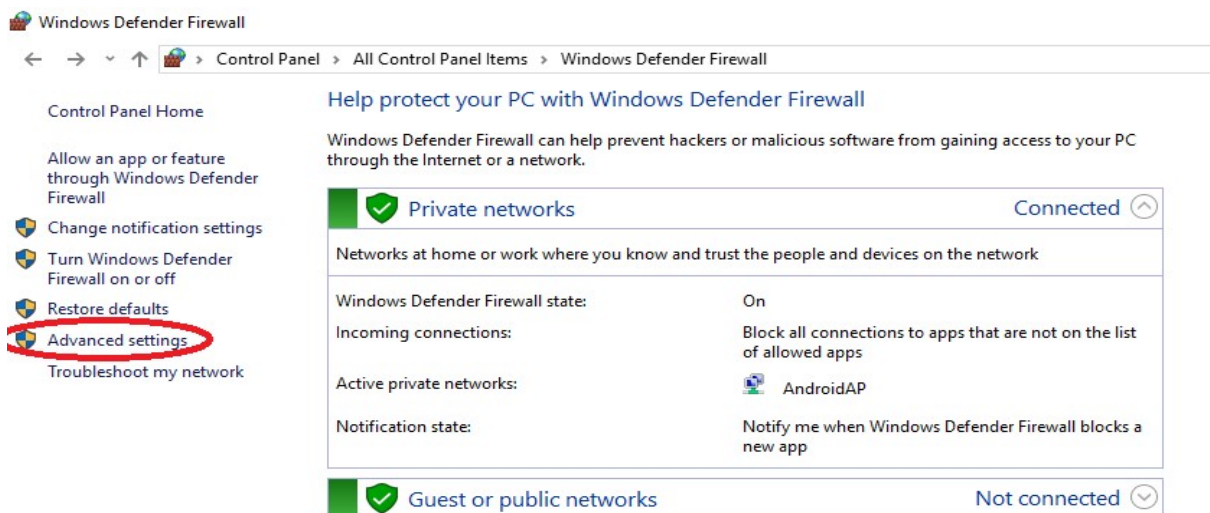 Windows Defender Firewall
Control Panel > All Control Panel Items > Windows Defender Firewall
Control Panel Home
Allow an app or feature
through Windows Defender
Firewall
Change notification settings
Turn Windows Defender
Firewall on or off
Restore defaults
Advanced settings
Troubleshoot my network
Help protect your PC with Windows Defender Firewall
Windows Defender Firewall can help prevent hackers or malicious software from gaining access to your PC
through the Internet or a network.
Private networks Connected
Networks at home or work where you know and trust the people and devices on the network
Windows Defender Firewall state: On
Incoming connections: Block all connections to apps that are not on the list
of allowed apps
Active private networks: AndroidAP
Notification state: Notify me when Windows Defender Firewall blocks a
new app
Guest or public networks Not connected